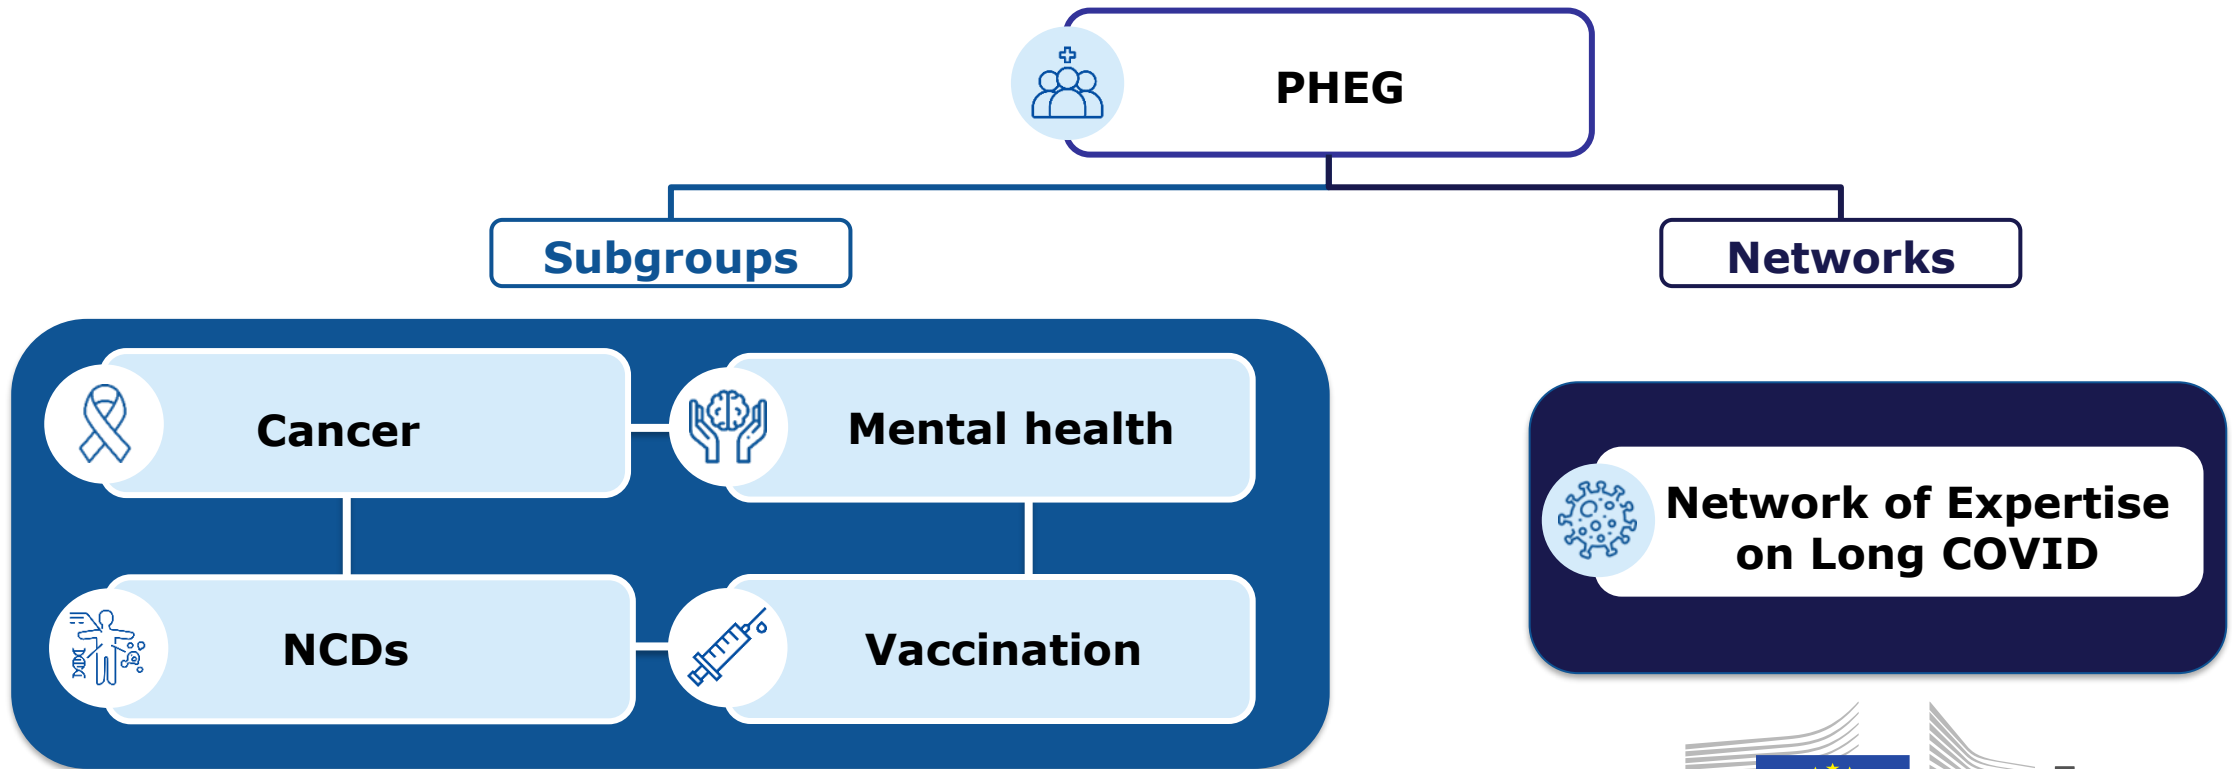 PHEG
Subgroups
Networks
Cancer
Mental health
NCDs
Vaccination
Network of Expertise
on Long COVID